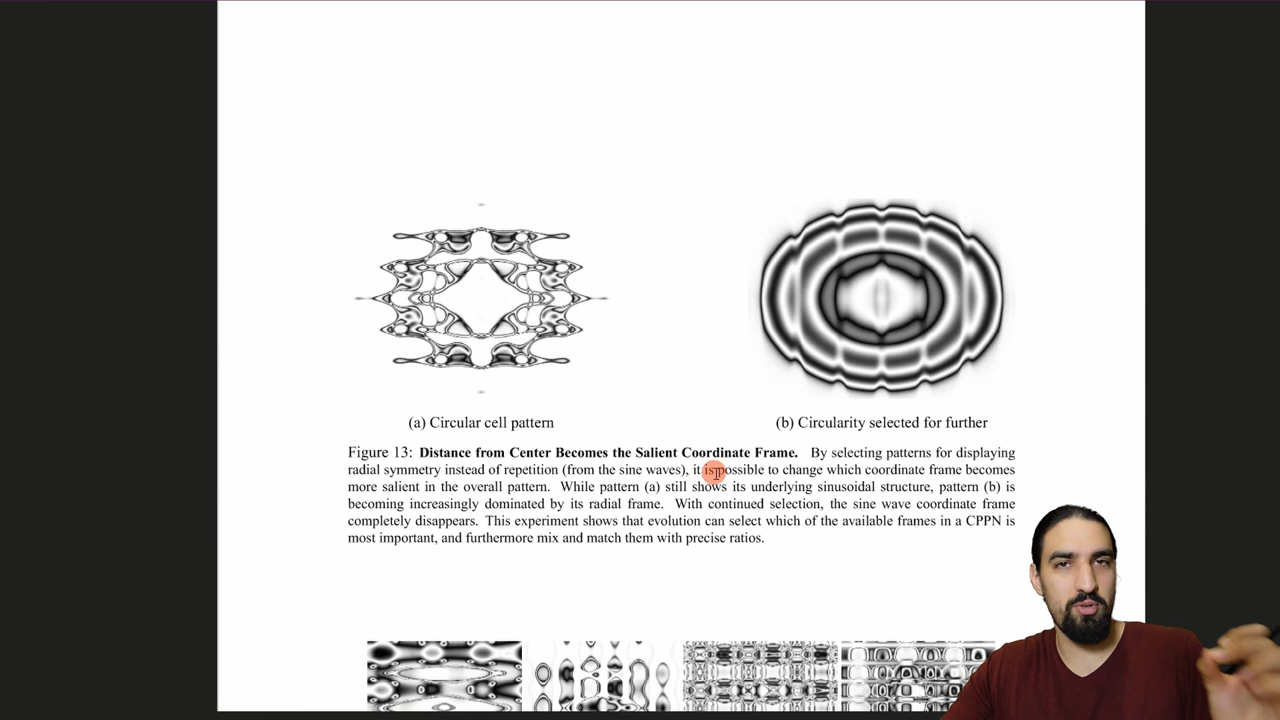 (a) Circular cell pattern
(b) Circularity selected for further
Figure 13: Distance from Center Becomes the Salient Coordinate Frame. By selecting patterns for displaying
radial symmetry instead of repetition (from the sine waves), it is possible to change which coordinate frame becomes
more salient in the overall pattern. While pattern (a) still shows its underlying sinusoidal structure, pattern (b) is
becoming increasingly dominated by its radial frame. With continued selection, the sine wave coordinate frame
completely disappears. This experiment shows that evolution can select which of the available frames in a CPPN is
most important, and furthermore mix and match them with precise ratios.